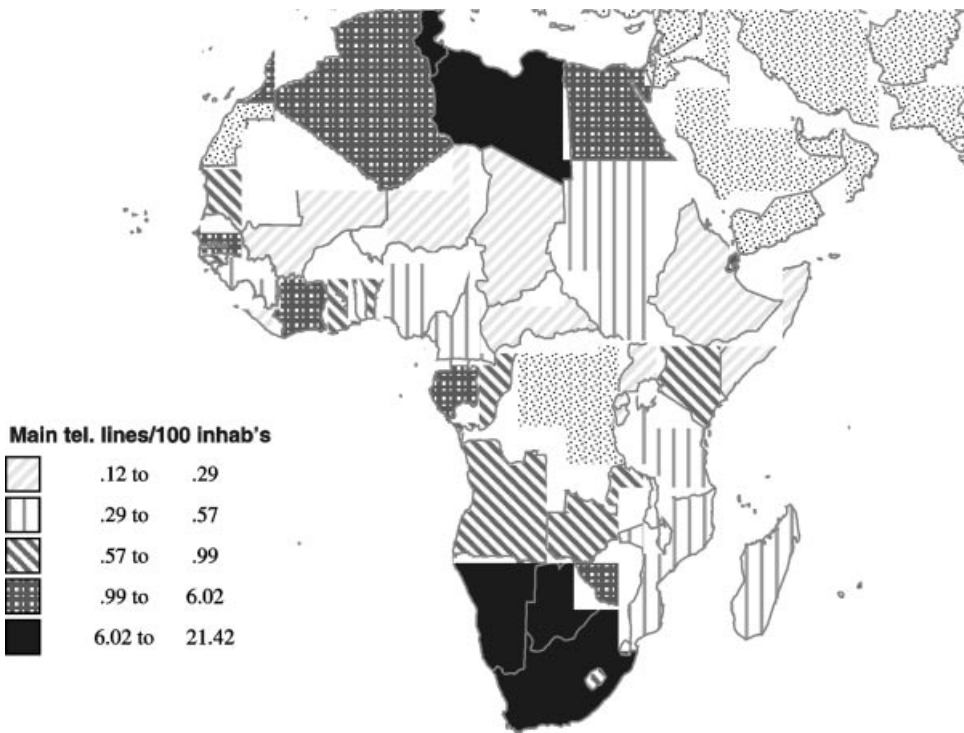 Main tel. lines/100 inhab's
.12 to .29
.29 to .57
.57 to .99
.99 to 6.02
6.02 to 21.42